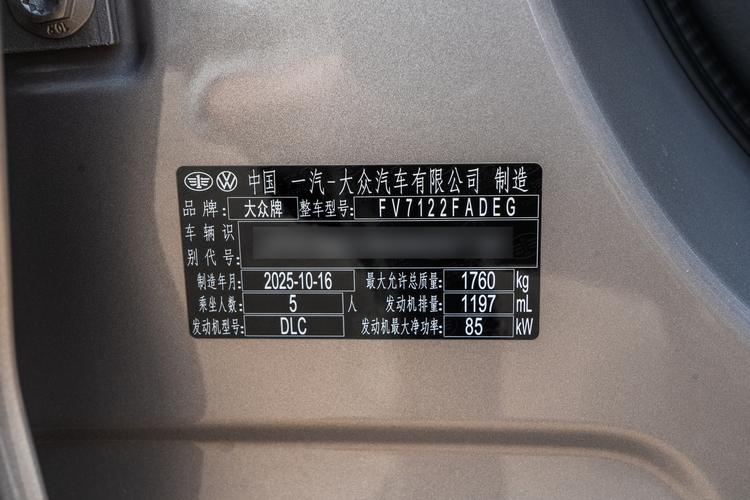 中国 一汽-大众汽车有限公司 制造
品牌: 大众牌 整车型号: FV7122FADEG
车辆识别代号:
制造年月: 2025-10-16 最大允许总质量: 1760 kg
乘坐人数: 5 人 发动机排量: 1197 mL
发动机型号: DLC 发动机最大净功率: 85 kW